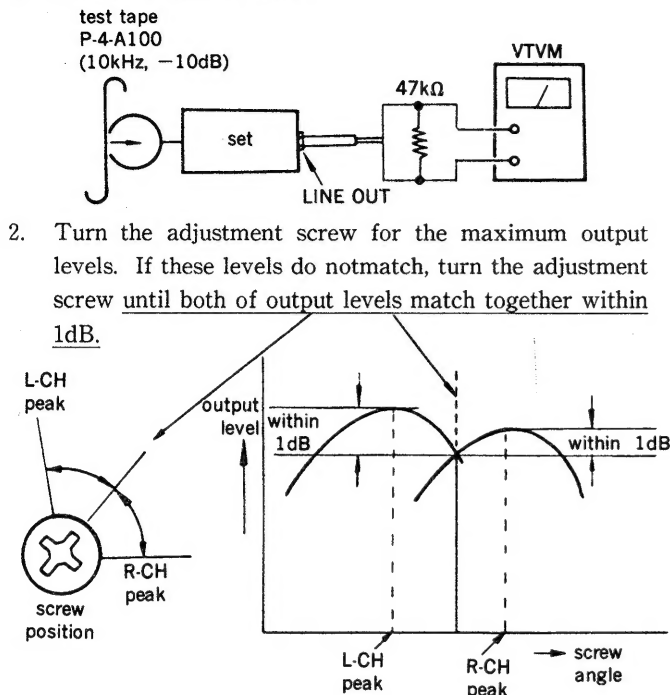 test tape
P-4-A100
(10kHz, −10dB)
set
LINE OUT
47kΩ
VTVM
2. Turn the adjustment screw for the maximum output
levels. If these levels do notmatch, turn the adjustment
screw until both of output levels match together within
1dB.
L-CH
peak
R-CH
peak
screw
position
output
level
within
1dB
within 1dB
L-CH
peak
R-CH
peak
screw
angle